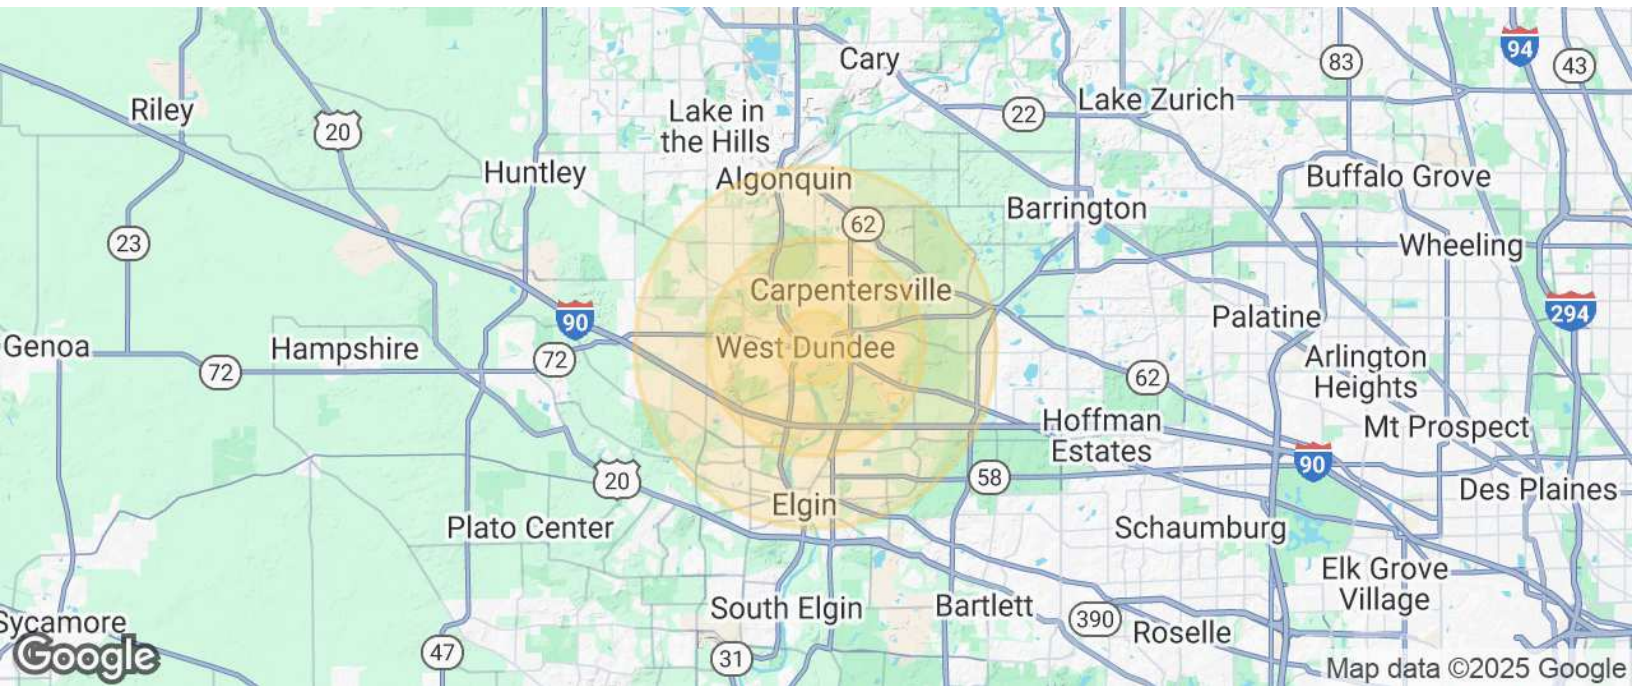 94
Cary
83
43
Lake Zurich
Riley
Lake in
the Hills
22
20
Huntley
Algonquin
Buffalo Grove
Barrington
62
23
Wheeling
Carpentersville
90
294
Palatine
Genoa
Hampshire
72
West Dundee
Arlington
Heights
72
62
Hoffman
Estates
Mt Prospect
90
20
58
Des Plaines
Elgin
Plato Center
Schaumburg
Elk Grove
Village
South Elgin
Bartlett
390
Roselle
Sycamore
Google
47
31
Map data ©2025 Google